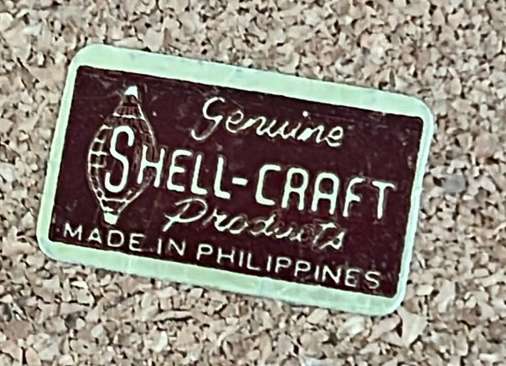 Genuine
SHELL-CRAFT
Products
MADE IN PHILIPPINES